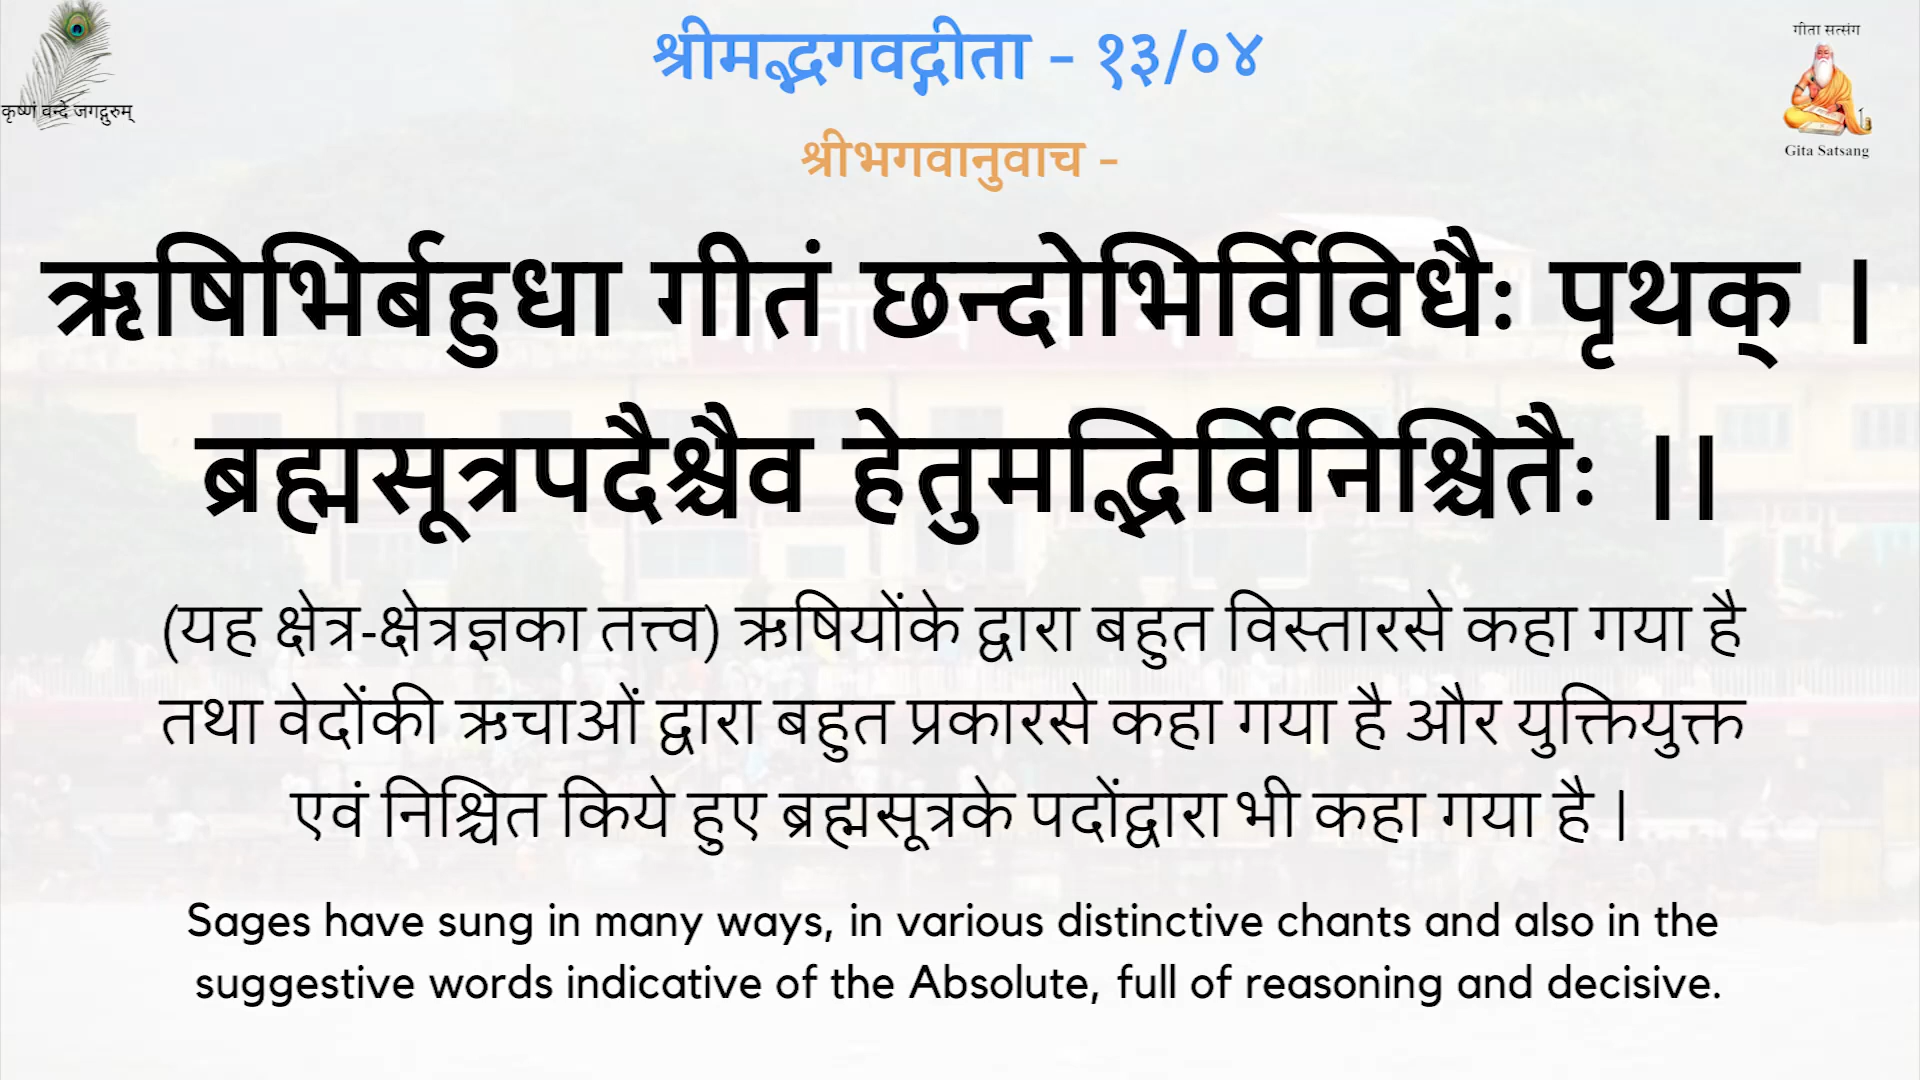 श्रीमद्भगवद्गीता - १३/०४
गीता सत्संग
कृष्णं वन्दे जगद्गुरुम्
Gita Satsang
श्रीभगवानुवाच -
ऋषिभिर्बहुधा गीतं छन्दोभिर्विविधैः पृथक् ।
ब्रह्मसूत्रपदैश्चैव हेतुमद्भिर्विनिश्चितैः ।।
(यह क्षेत्र-क्षेत्रज्ञका तत्त्व) ऋषियोंके द्वारा बहुत विस्तारसे कहा गया है
तथा वेदोंकी ऋचाओं द्वारा बहुत प्रकारसे कहा गया है और युक्तियुक्त
एवं निश्चित किये हुए ब्रह्मसूत्रके पदोंद्वारा भी कहा गया है ।
Sages have sung in many ways, in various distinctive chants and also in the
suggestive words indicative of the Absolute, full of reasoning and decisive.